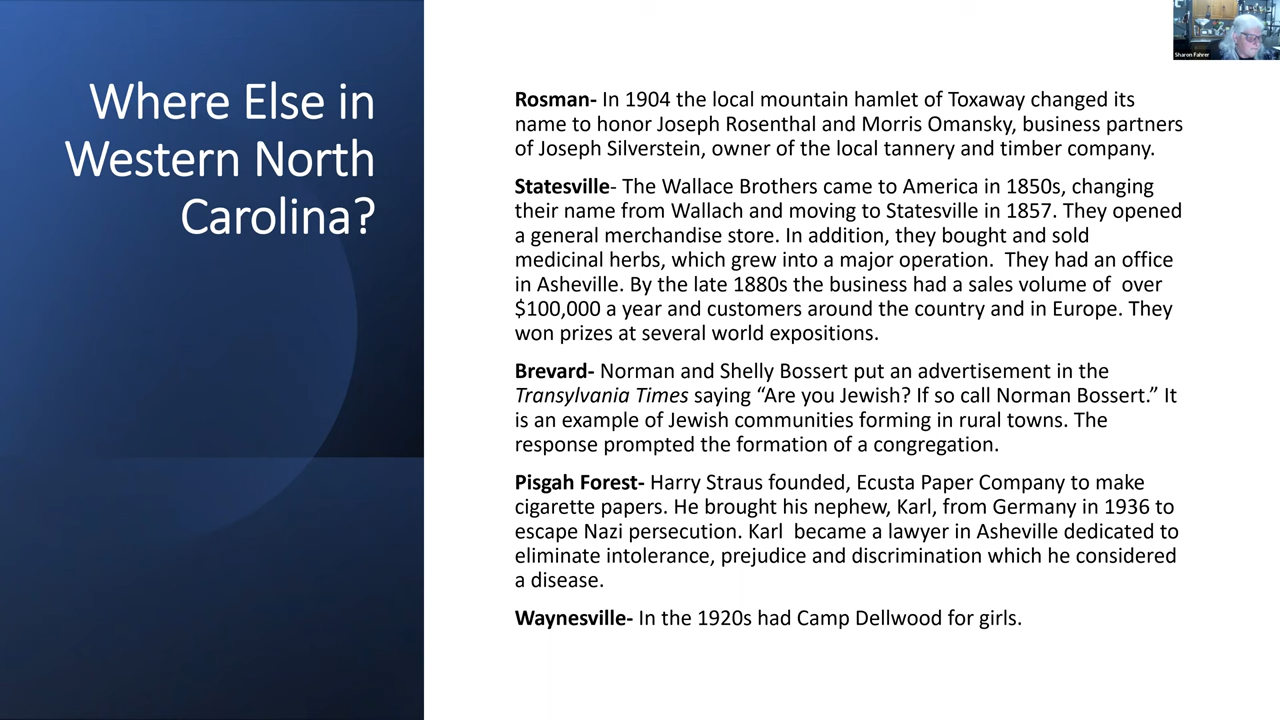 Where Else in
Western North
Carolina?
Sharon Fahrer
Rosman- In 1904 the local mountain hamlet of Toxaway changed its
name to honor Joseph Rosenthal and Morris Omansky, business partners
of Joseph Silverstein, owner of the local tannery and timber company.
Statesville- The Wallace Brothers came to America in 1850s, changing
their name from Wallach and moving to Statesville in 1857. They opened
a general merchandise store. In addition, they bought and sold
medicinal herbs, which grew into a major operation.  They had an office
in Asheville. By the late 1880s the business had a sales volume of  over
$100,000 a year and customers around the country and in Europe. They
won prizes at several world expositions.
Brevard- Norman and Shelly Bossert put an advertisement in the
Transylvania Times saying “Are you Jewish? If so call Norman Bossert.” It
is an example of Jewish communities forming in rural towns. The
response prompted the formation of a congregation.
Pisgah Forest- Harry Straus founded, Ecusta Paper Company to make
cigarette papers. He brought his nephew, Karl, from Germany in 1936 to
escape Nazi persecution. Karl  became a lawyer in Asheville dedicated to
eliminate intolerance, prejudice and discrimination which he considered
a disease.
Waynesville- In the 1920s had Camp Dellwood for girls.